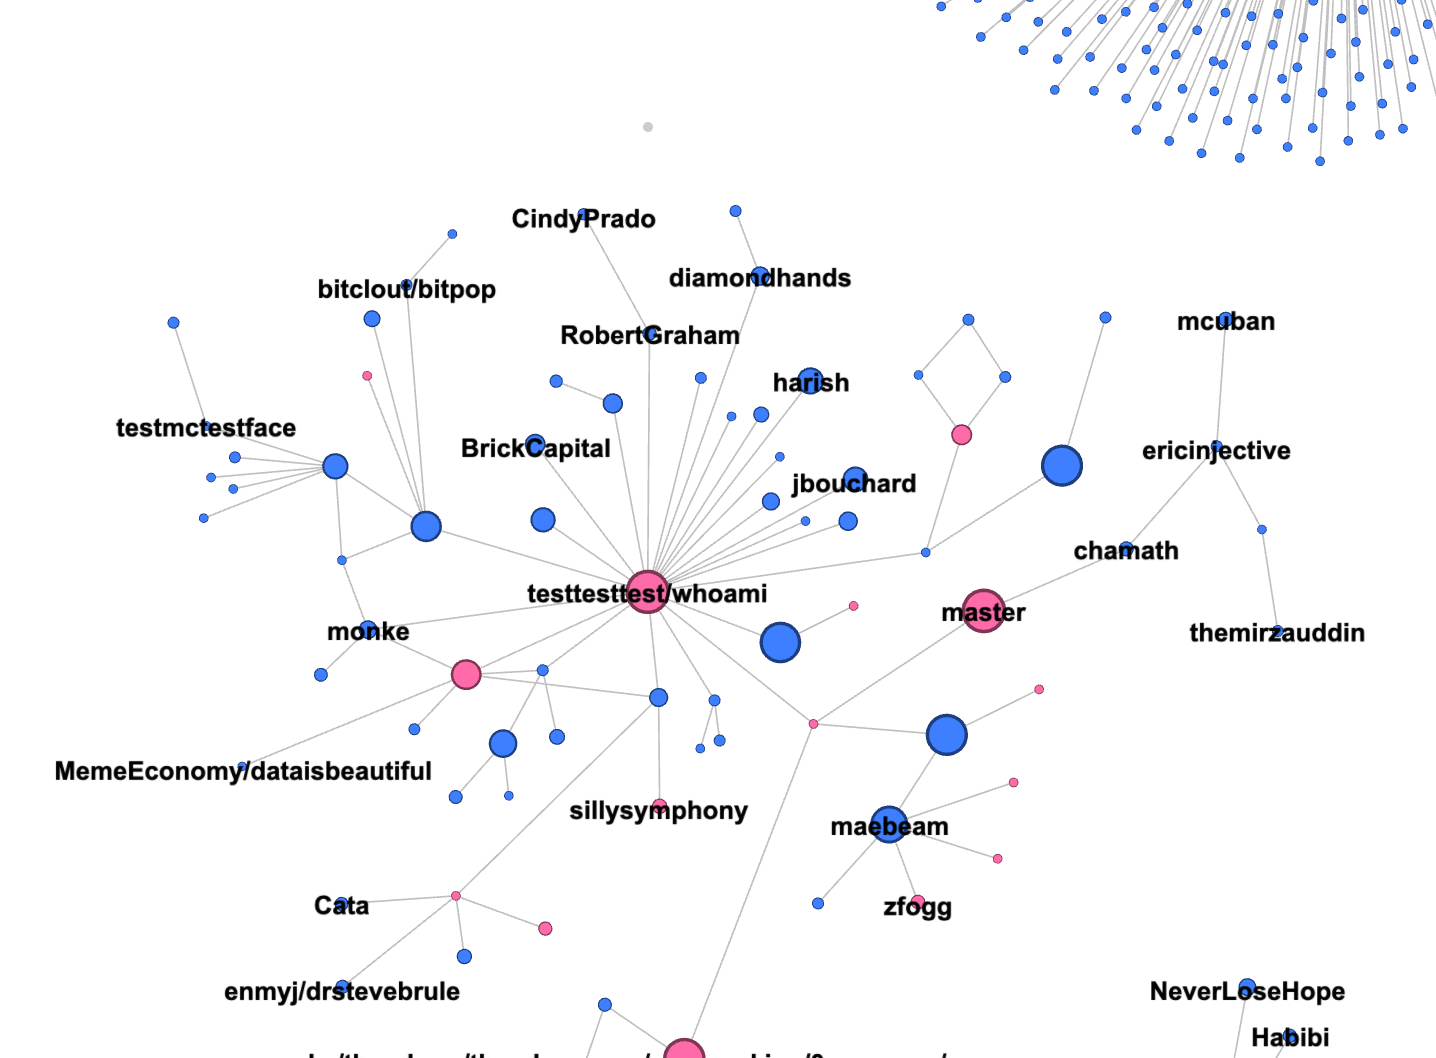 CindyPrado
diamondhands
bitclout/bitpop
mcuban
RobertGraham
harish
testmctestface
BrickCapital
ericinjective
jbouchard
chamath
testtesttest/whoami
master
monke
themirzauddin
MemeEconomy/dataisbeautiful
sillysymphony
maebeam
Cata
zfogg
enmyj/drstevebrule
NeverLoseHope
Habibi